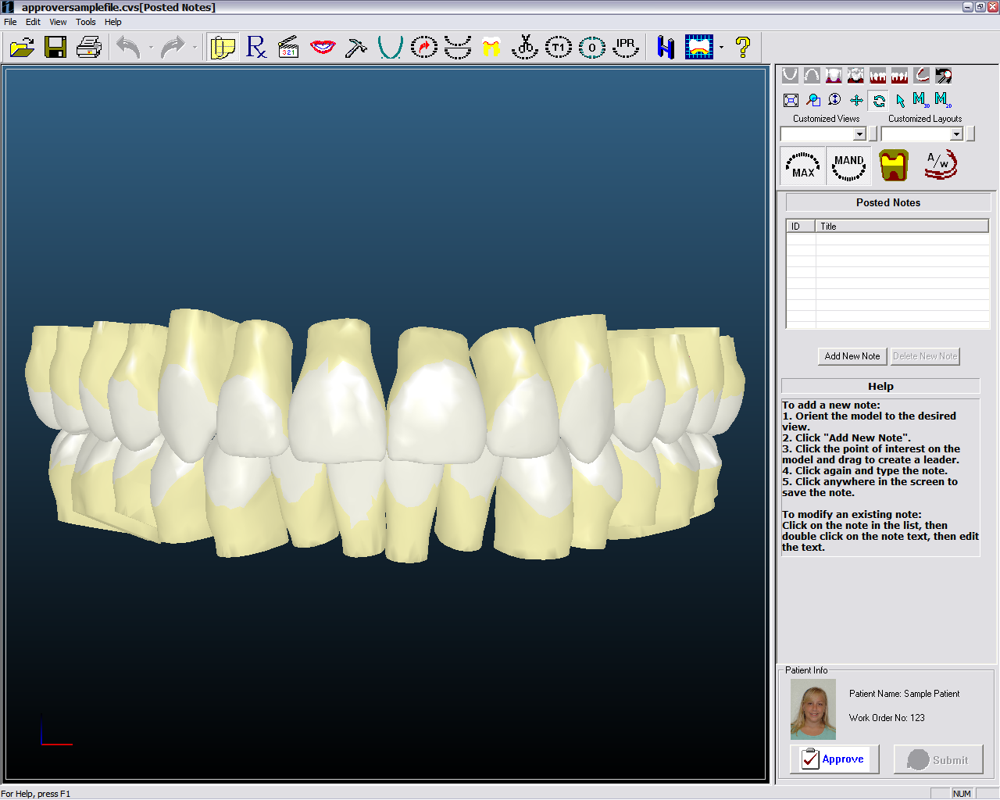 approversamplefile.cvs[Posted Notes]
File Edit View Tools Help
Rx
321
T1
O
IPR
H
?
M 3D M 2D
Customized Views Customized Layouts
MAX
MAND
A/W
Posted Notes
ID Title
Add New Note Delete New Note
Help
To add a new note:
1. Orient the model to the desired
view.
2. Click "Add New Note".
3. Click the point of interest on the
model and drag to create a leader.
4. Click again and type the note.
5. Click anywhere in the screen to
save the note.
To modify an existing note:
Click on the note in the list, then
double click on the note text, then edit
the text.
Patient Info
Patient Name: Sample Patient
Work Order No: 123
Approve Submit
For Help, press F1
NUM